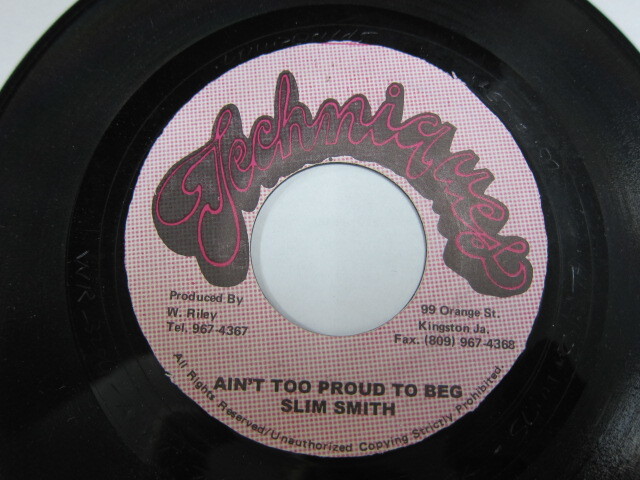 Techniques
Produced By
W. Riley
Tel. 967-4367
99 Orange St.
Kingston Ja.
Fax. (809) 967-4368
AIN'T TOO PROUD TO BEG
SLIM SMITH
All Rights Reserved/Unauthorized Copying Strictly Prohibited.